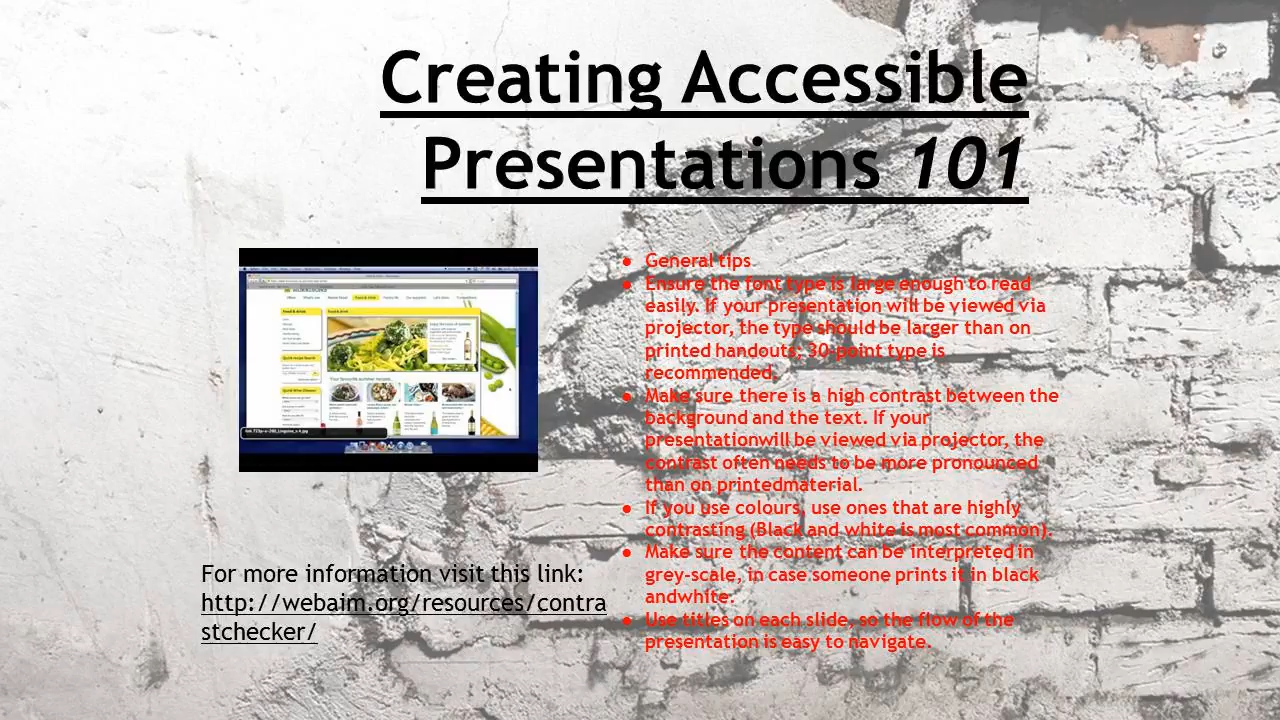 Creating Accessible
Presentations 101
General tips
Ensure the font type is large enough to read
easily. If your presentation will be viewed via
projector, the type should be larger than on
printed handouts; 30-point type is
recommended.
Make sure there is a high contrast between the
background and the text. If your
presentationwill be viewed via projector, the
contrast often needs to be more pronounced
than on printedmaterial.
If you use colours, use ones that are highly
contrasting (Black and white is most common).
Make sure the content can be interpreted in
grey-scale, in case someone prints it in black
andwhite.
Use titles on each slide, so the flow of the
presentation is easy to navigate.
Food & drink
For more information visit this link:
http://webaim.org/resources/contra
stchecker/